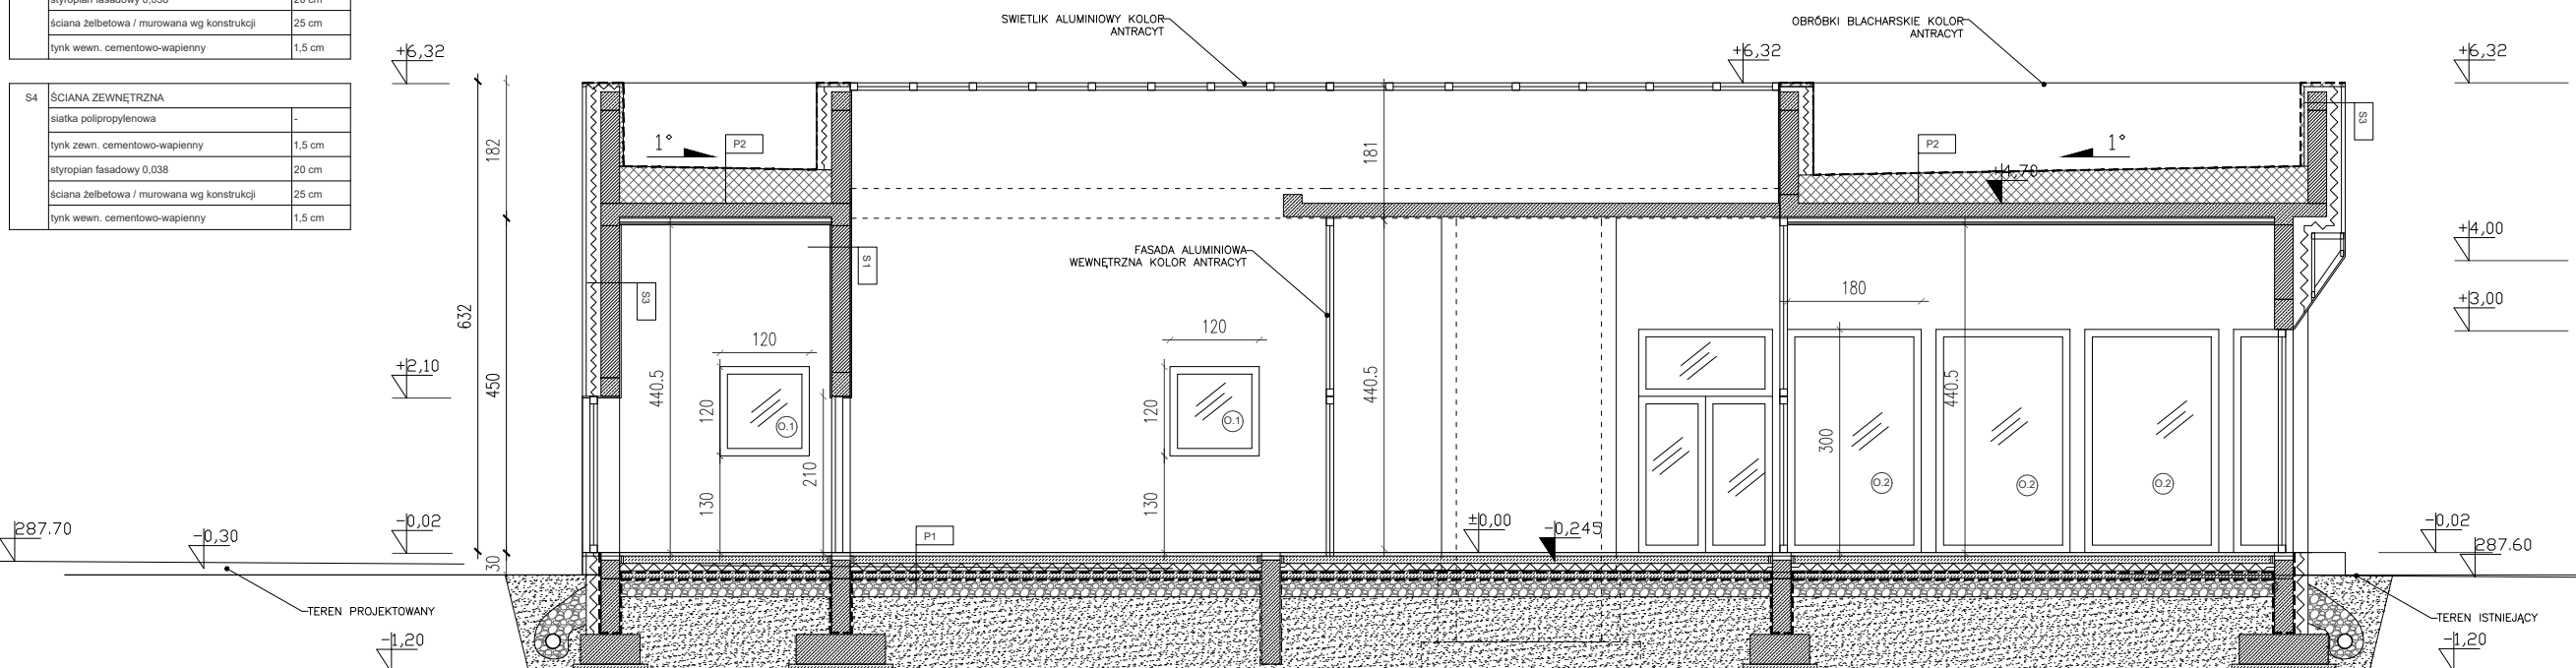 styropian fasadowy 0,038 20 cm
ściana żelbetowa / murowana wg konstrukcji 25 cm
tynk wewn. cementowo-wapienny 1,5 cm
S4 ŚCIANA ZEWNĘTRZNA
siatka polipropylenowa -
tynk zewn. cementowo-wapienny 1,5 cm
styropian fasadowy 0,038 20 cm
ściana żelbetowa / murowana wg konstrukcji 25 cm
tynk wewn. cementowo-wapienny 1,5 cm
SWIETLIK ALUMINIOWY KOLOR
ANTRACYT
OBRÓBKI BLACHARSKIE KOLOR
ANTRACYT
+6,32
+6,32
+6,32
182
1°
P2
181
P2
1°
S3
+4,70
FASADA ALUMINIOWA
WEWNĘTRZNA KOLOR ANTRACYT
+4,00
S1
S3
180
+3,00
632
120
120
+2,10
450
440.5
120
O.1
120
O.1
440.5
440.5
300
210
O.2
O.2
O.2
130
130
287.70
-0,30
-0,02
P1
±0,00
-0,245
-0,02
287.60
30
TEREN PROJEKTOWANY
TEREN ISTNIEJĄCY
-1,20
-1,20